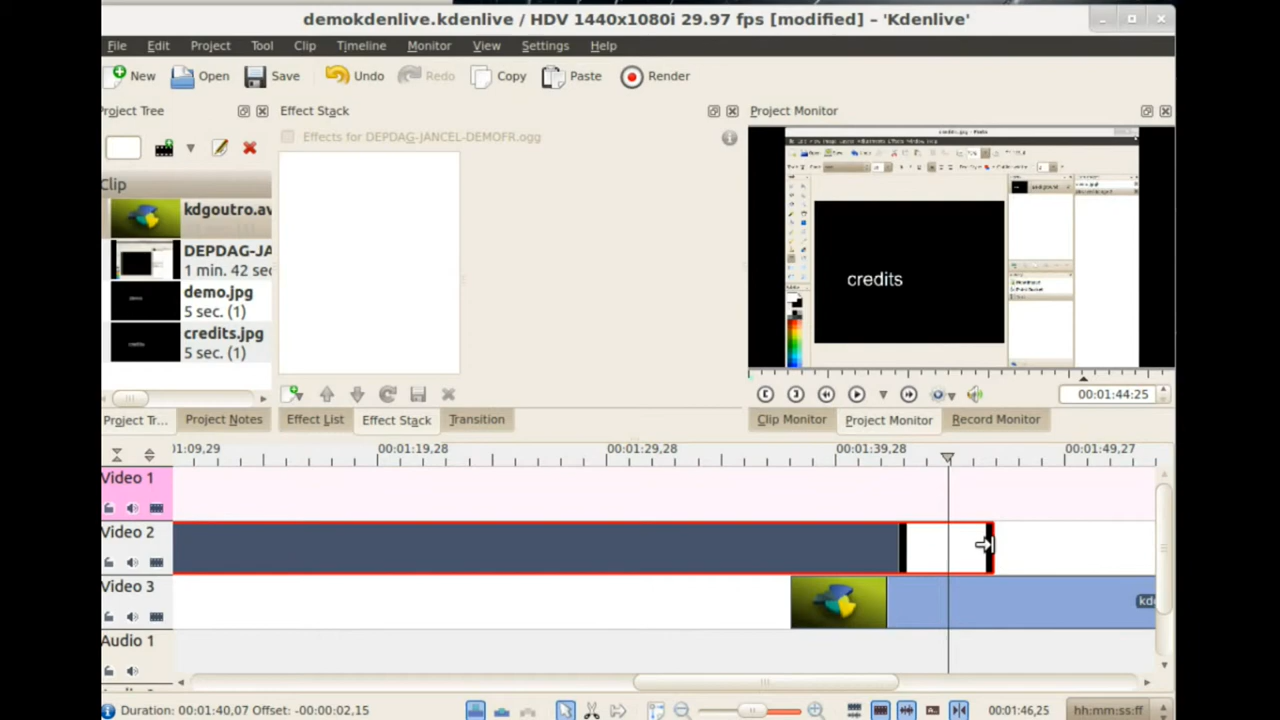 demokdenlive.kdenlive / HDV 1440x1080i 29.97 fps [modified] – 'Kdenlive'
File Edit Project Tool Clip Timeline Monitor View Settings Help
New Open Save Undo Redo Copy Paste Render
Project Tree
Effect Stack
Project Monitor
Effects for DEPDAG-JANCEL-DEMOFR.ogg
Clip
kdgoutro.av
DEPDAG-JA
1 min. 42 sec
demo.jpg
5 sec. (1)
credits.jpg
5 sec. (1)
credits
00:01:44:25
Project Tr... Project Notes Effect List Effect Stack Transition Clip Monitor Project Monitor Record Monitor
00:01:19,28 00:01:29,28 00:01:39,28 00:01:49,27
Video 1
Video 2
Video 3
Audio 1
Duration: 00:01:40,07 Offset: -00:00:02,15
00:01:46,25
hh:mm:ss:ff